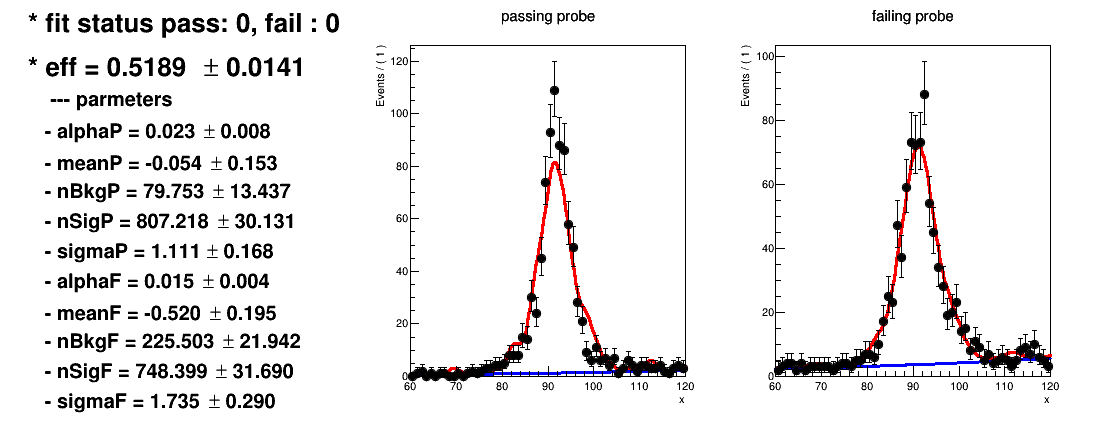 * fit status pass: 0, fail : 0
* eff = 0.5189 ± 0.0141
--- parmeters
- alphaP = 0.023 ± 0.008
- meanP = -0.054 ± 0.153
- nBkgP = 79.753 ± 13.437
- nSigP = 807.218 ± 30.131
- sigmaP = 1.111 ± 0.168
- alphaF = 0.015 ± 0.004
- meanF = -0.520 ± 0.195
- nBkgF = 225.503 ± 21.942
- nSigF = 748.399 ± 31.690
- sigmaF = 1.735 ± 0.290
passing probe
Events / ( 1 )
120
100
80
60
40
20
0
60 70 80 90 100 110 120
x
failing probe
Events / ( 1 )
100
80
60
40
20
0
60 70 80 90 100 110 120
x